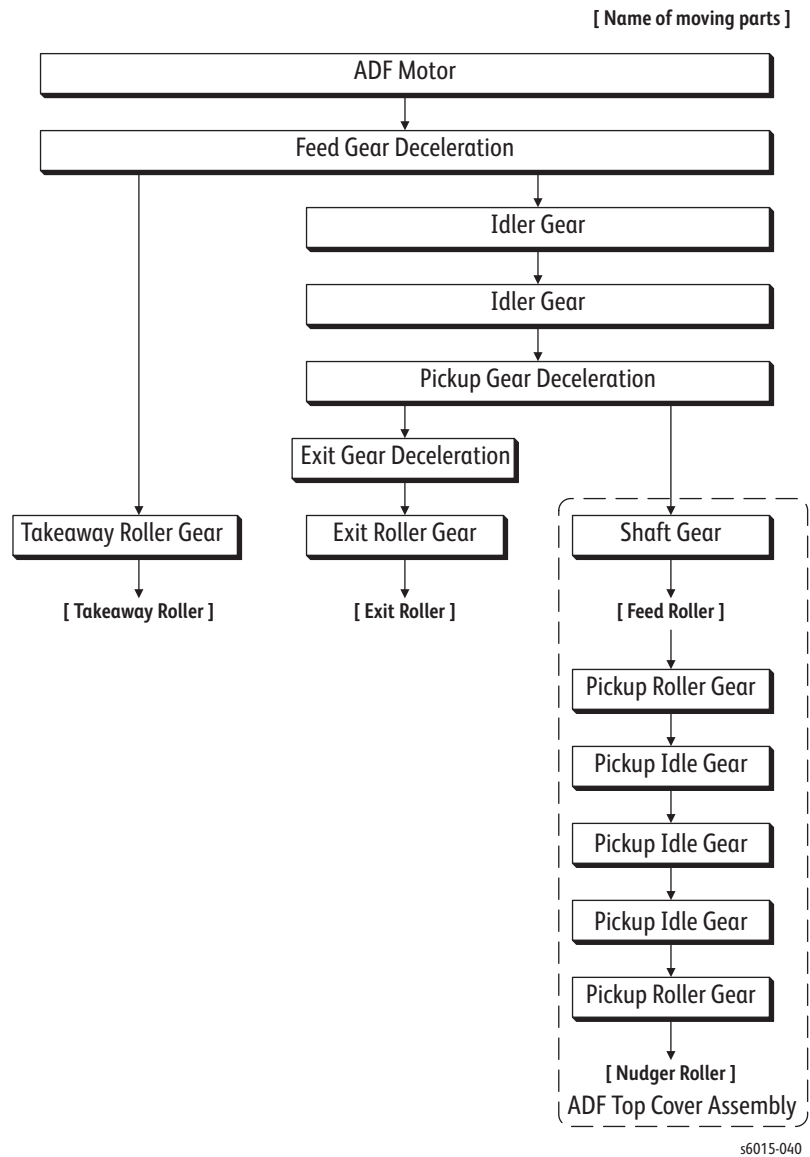 [ Name of moving parts ]
ADF Motor
Feed Gear Deceleration
Idler Gear
Idler Gear
Pickup Gear Deceleration
Exit Gear Deceleration
Takeaway Roller Gear
Exit Roller Gear
Shaft Gear
[ Takeaway Roller ]
[ Exit Roller ]
[ Feed Roller ]
Pickup Roller Gear
Pickup Idle Gear
Pickup Idle Gear
Pickup Idle Gear
Pickup Roller Gear
[ Nudger Roller ]
ADF Top Cover Assembly
s6015-040